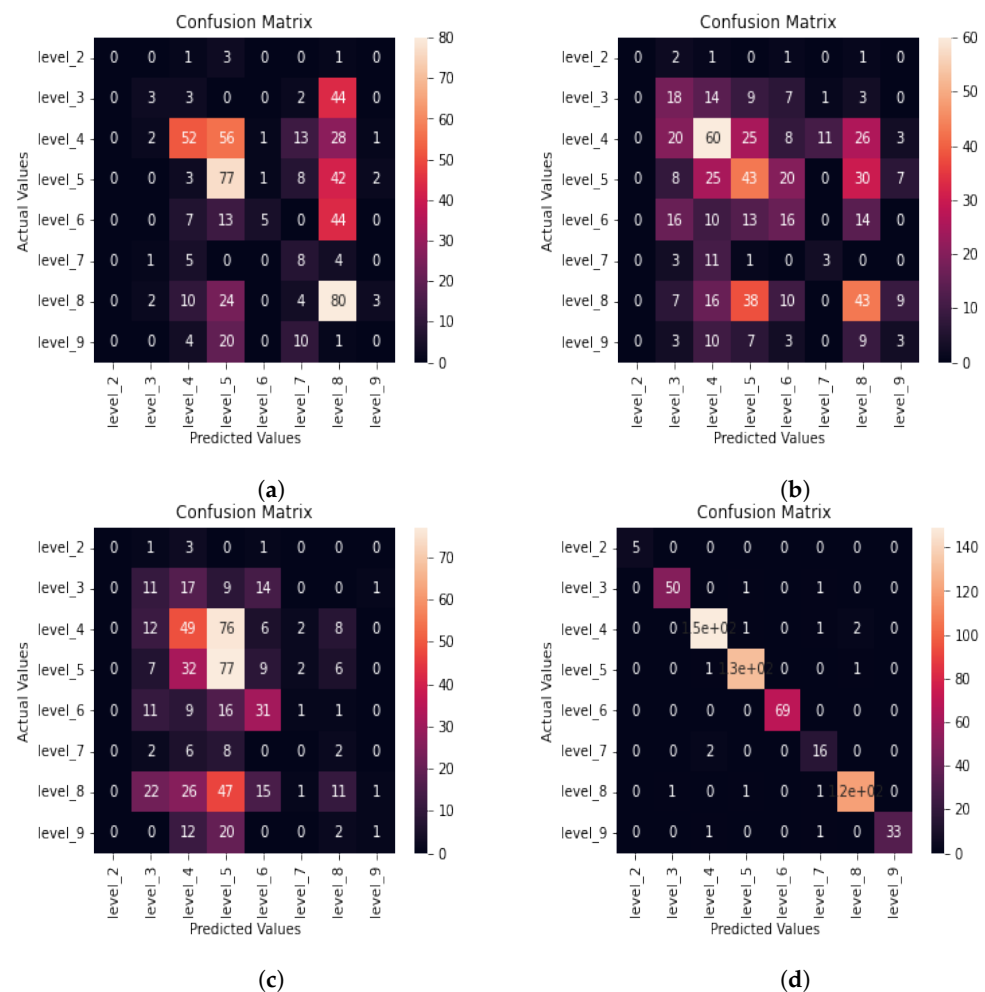 Confusion Matrix
level_2 0 0 1 3 0 0 1 0
level_3 0 3 3 0 0 2 44 0
level_4 0 2 52 56 1 13 28 1
level_5 0 0 3 77 1 8 42 2
level_6 0 0 7 13 5 0 44 0
level_7 0 1 5 0 0 8 4 0
level_8 0 2 10 24 0 4 80 3
level_9 0 0 4 20 0 10 1 0
Actual Values
level_2 level_3 level_4 level_5 level_6 level_7 level_8 level_9
Predicted Values
80
70
60
50
40
30
20
10
0
(a)
Confusion Matrix
level_2 0 2 1 0 1 0 1 0
level_3 0 18 14 9 7 1 3 0
level_4 0 20 60 25 8 11 26 3
level_5 0 8 25 43 20 0 30 7
level_6 0 16 10 13 16 0 14 0
level_7 0 3 11 1 0 3 0 0
level_8 0 7 16 38 10 0 43 9
level_9 0 3 10 7 3 0 9 3
Actual Values
level_2 level_3 level_4 level_5 level_6 level_7 level_8 level_9
Predicted Values
60
50
40
30
20
10
0
(b)
Confusion Matrix
level_2 0 1 3 0 1 0 0 0
level_3 0 11 17 9 14 0 0 1
level_4 0 12 49 76 6 2 8 0
level_5 0 7 32 77 9 2 6 0
level_6 0 11 9 16 31 1 1 0
level_7 0 2 6 8 0 0 2 0
level_8 0 22 26 47 15 1 11 1
level_9 0 0 12 20 0 0 2 1
Actual Values
level_2 level_3 level_4 level_5 level_6 level_7 level_8 level_9
Predicted Values
70
60
50
40
30
20
10
0
(c)
Confusion Matrix
level_2 5 0 0 0 0 0 0 0
level_3 0 50 0 1 0 1 0 0
level_4 0 0 1.5e+02 1 0 1 2 0
level_5 0 0 1 1.3e+02 0 0 1 0
level_6 0 0 0 0 69 0 0 0
level_7 0 0 2 0 0 16 0 0
level_8 0 1 0 1 0 1 1.2e+02 0
level_9 0 0 1 0 0 1 0 33
Actual Values
level_2 level_3 level_4 level_5 level_6 level_7 level_8 level_9
Predicted Values
140
120
100
80
60
40
20
0
(d)